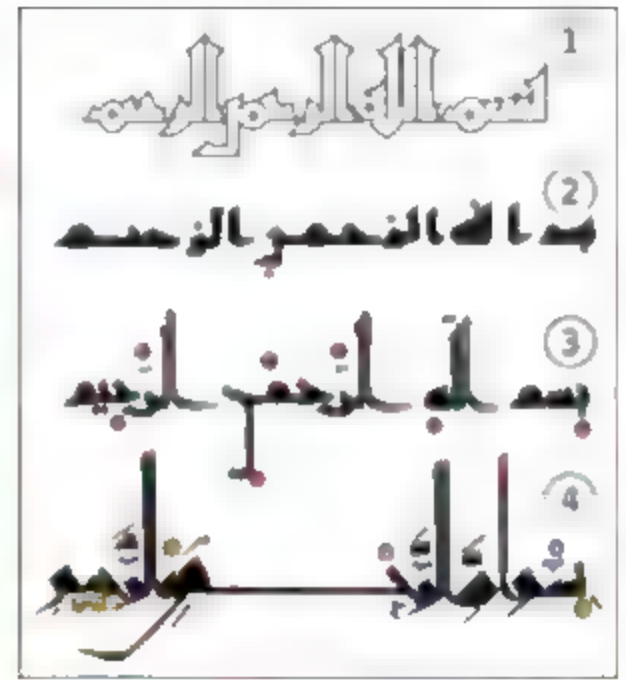 1 بسم الله الرحمن الرحيم
(2) بسم الله الرحمن الرحيم
3 بسم الله الرحمن الرحيم
4